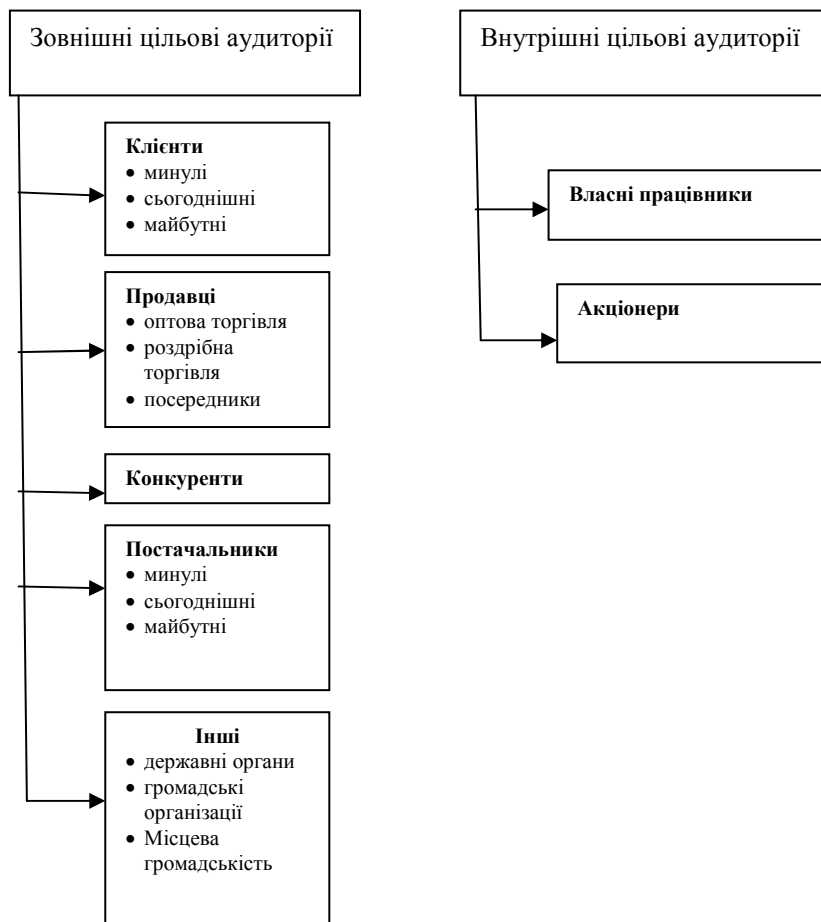 Зовнішні цільові аудиторії
Клієнти
• минулі
• сьогоднішні
• майбутні
Продавці
• оптова торгівля
• роздрібна
торгівля
• посередники
Конкуренти
Постачальники
• минулі
• сьогоднішні
• майбутні
Інші
• державні органи
• громадські
організації
• Місцева
громадськість
Внутрішні цільові аудиторії
Власні працівники
Акціонери